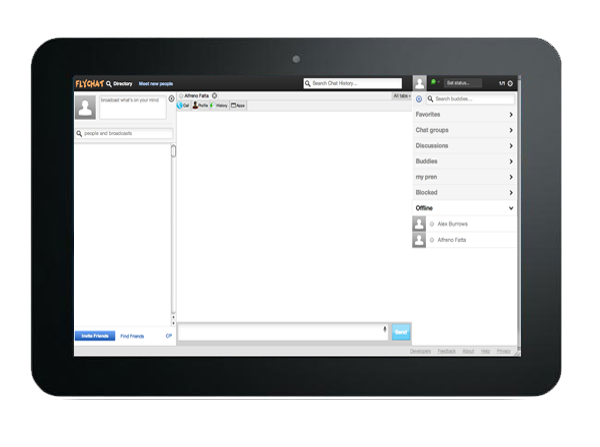 FLYCHAT Directory Meet new people Search Chat History... Set status... 1/1
broadcast what's on your mind
people and broadcasts
Invite Friends Find Friends OP
Alfreno Fatta All tabs
Call Profile History Apps
Send
Search buddies...
Favorites
Chat groups
Discussions
Buddies
my pren
Blocked
Offline
Alex Burrows
Alfreno Fatta
Developers Feedback About Help Privacy